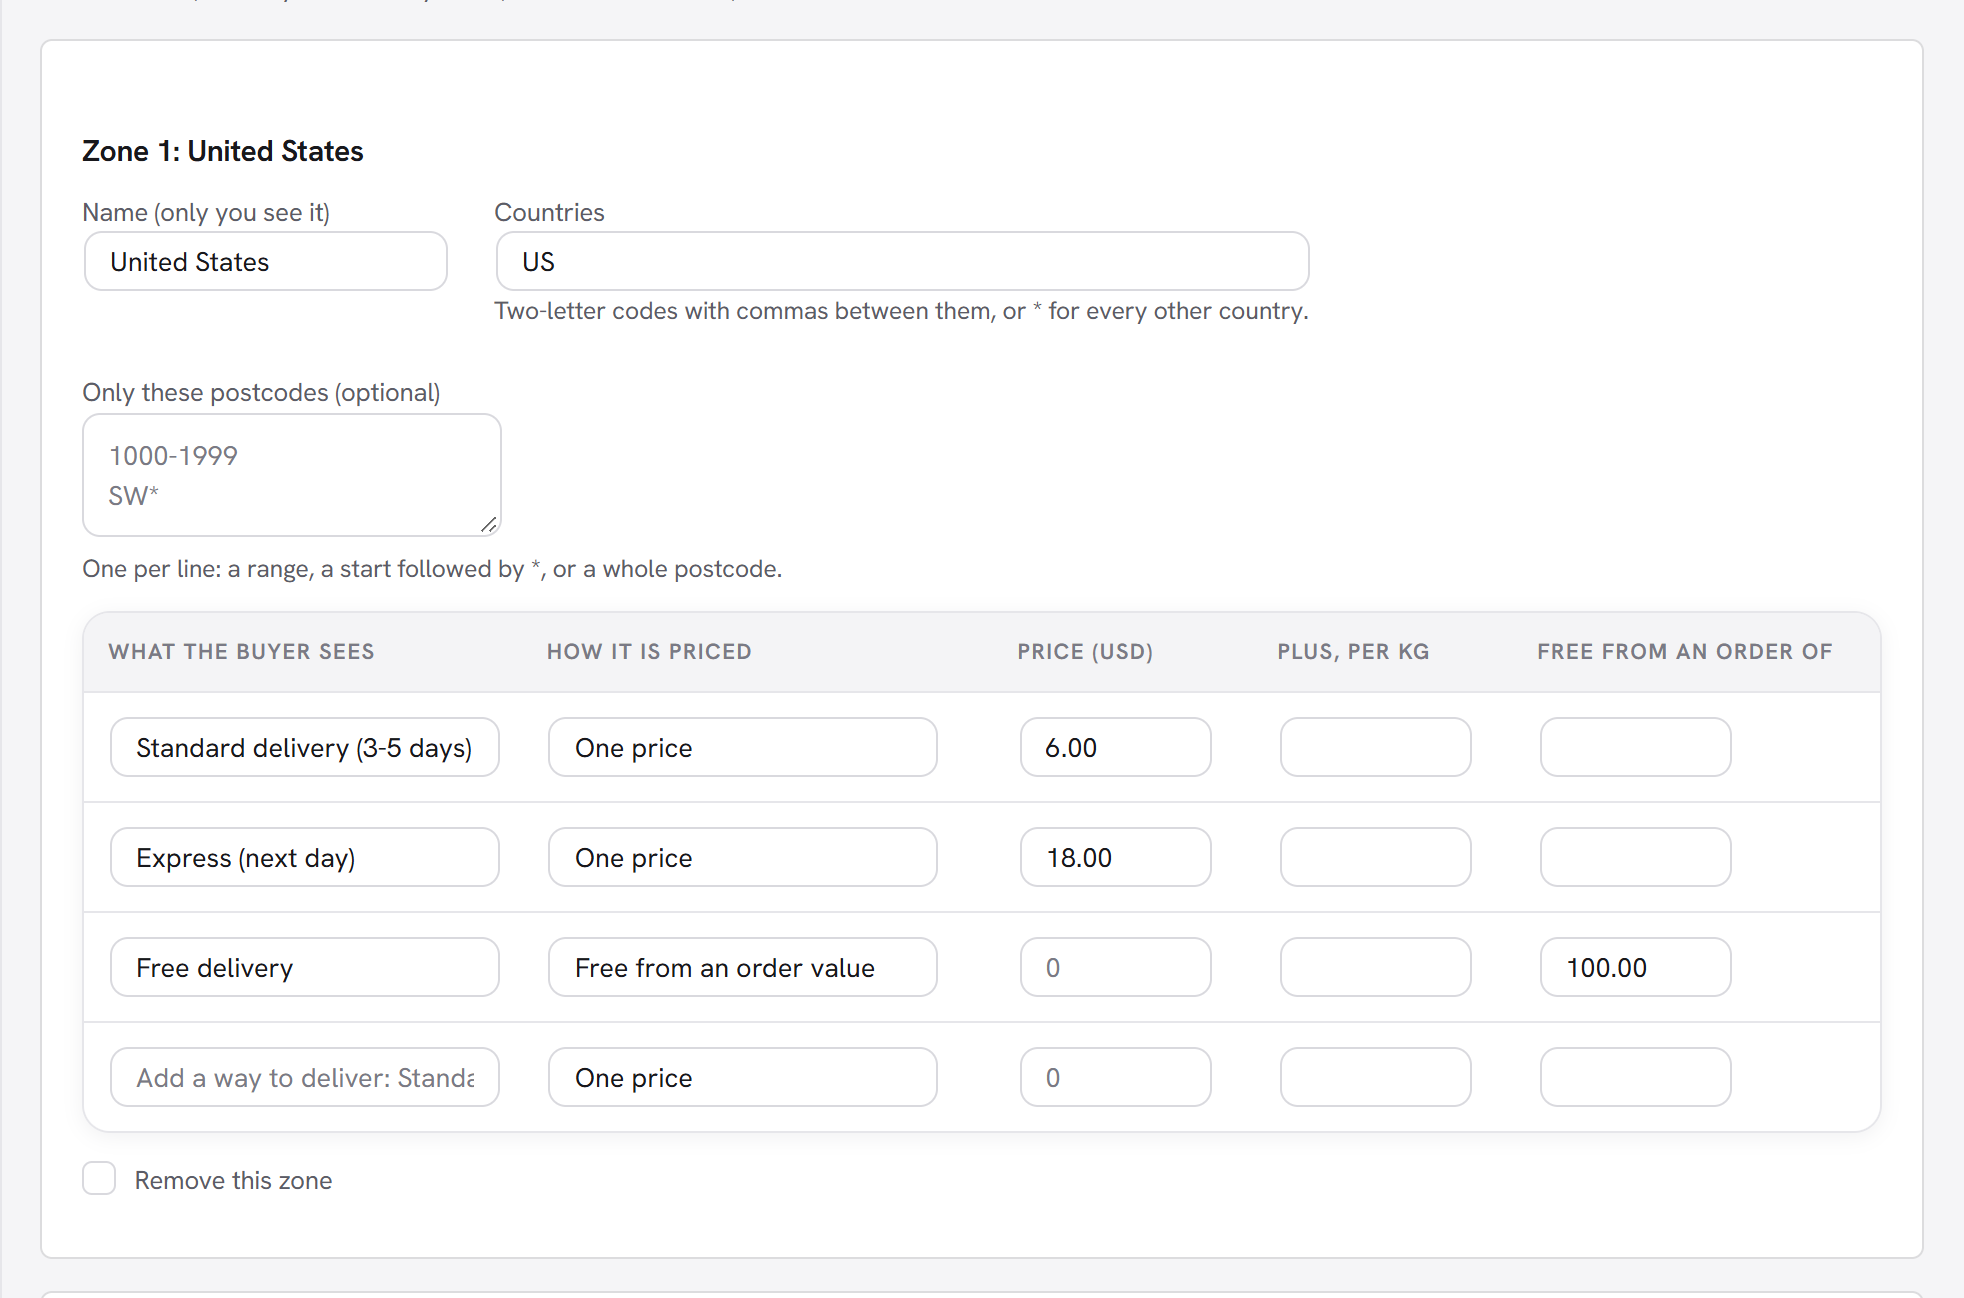 Zone 1: United States
Name (only you see it)
Countries
United States
US
Two-letter codes with commas between them, or * for every other country.
Only these postcodes (optional)
1000-1999
SW*
One per line: a range, a start followed by *, or a whole postcode.
WHAT THE BUYER SEES HOW IT IS PRICED PRICE (USD) PLUS, PER KG FREE FROM AN ORDER OF
Standard delivery (3-5 days) One price 6.00
Express (next day) One price 18.00
Free delivery Free from an order value 0 100.00
Add a way to deliver: Standa One price 0
Remove this zone